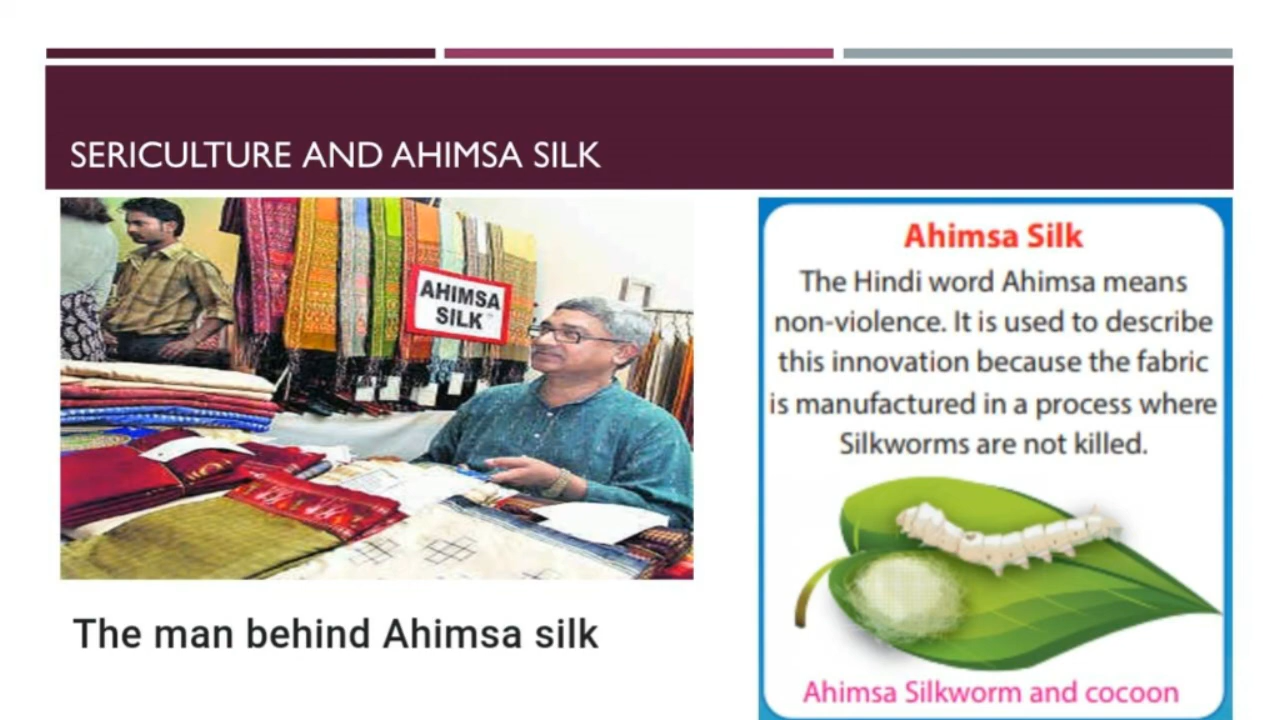 SERICULTURE AND AHIMSA SILK
AHIMSA
SILK
The man behind Ahimsa silk
Ahimsa Silk
The Hindi word Ahimsa means
non-violence. It is used to describe
this innovation because the fabric
is manufactured in a process where
Silkworms are not killed.
Ahimsa Silkworm and cocoon